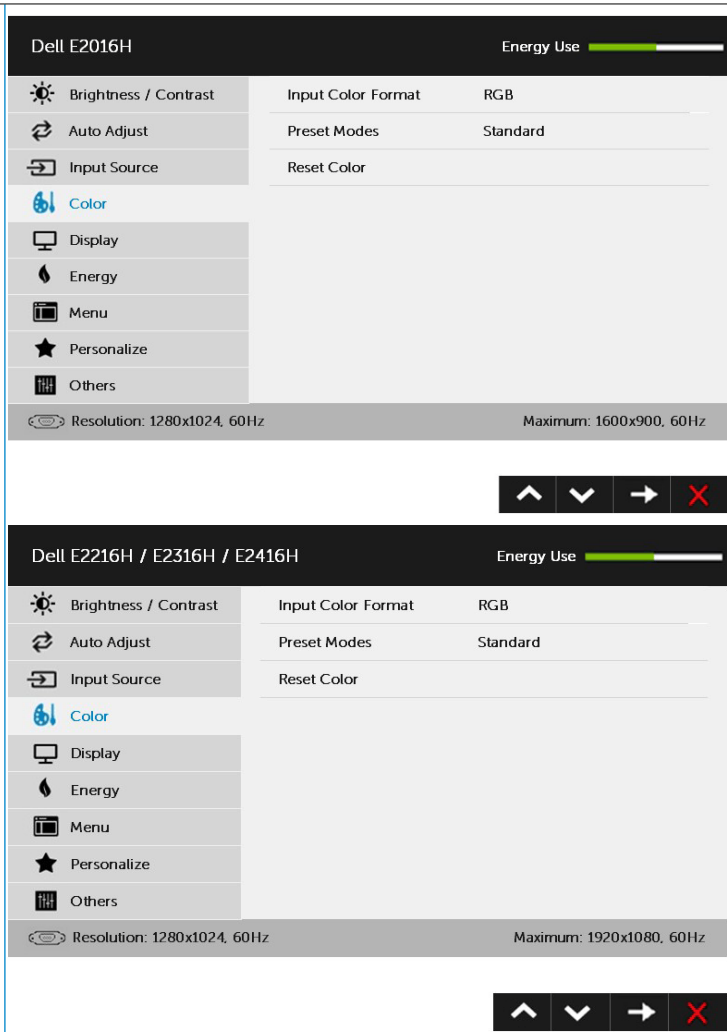 Dell E2016H Energy Use
Brightness / Contrast Input Color Format RGB
Auto Adjust Preset Modes Standard
Input Source Reset Color
Color
Display
Energy
Menu
Personalize
Others
Resolution: 1280x1024, 60Hz Maximum: 1600x900, 60Hz
Dell E2216H / E2316H / E2416H Energy Use
Brightness / Contrast Input Color Format RGB
Auto Adjust Preset Modes Standard
Input Source Reset Color
Color
Display
Energy
Menu
Personalize
Others
Resolution: 1280x1024, 60Hz Maximum: 1920x1080, 60Hz